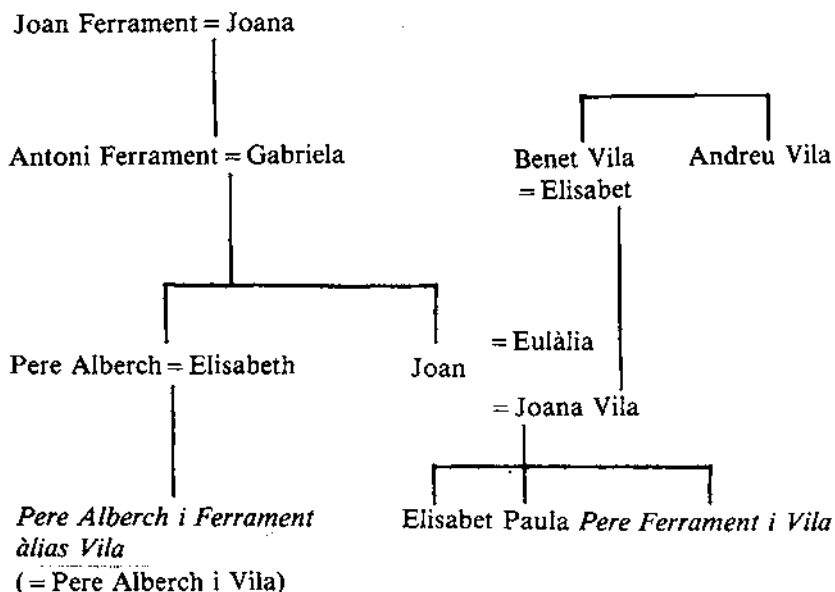 Joan Ferrament = Joana
Antoni Ferrament = Gabriela
Benet Vila
= Elisabet
Andreu Vila
Pere Alberch = Elisabeth
Joan
= Eulàlia
= Joana Vila
Pere Alberch i Ferrament
àlias Vila
(= Pere Alberch i Vila)
Elisabet Paula Pere Ferrament i Vila